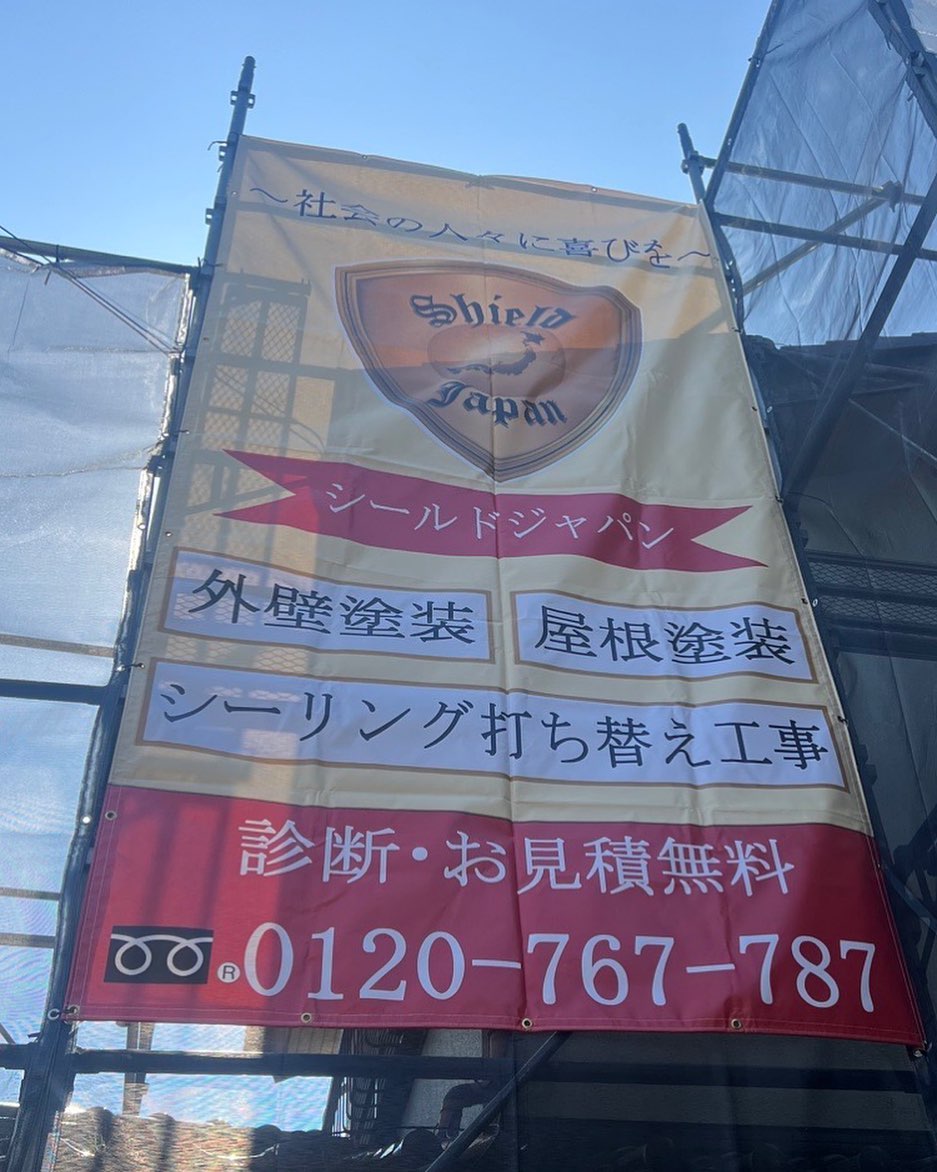 ～社会の人々に喜びを～
Shield
Japan
シールドジャパン
外壁塗装 屋根塗装
シーリング打ち替え工事
診断・お見積無料
®0120-767-787